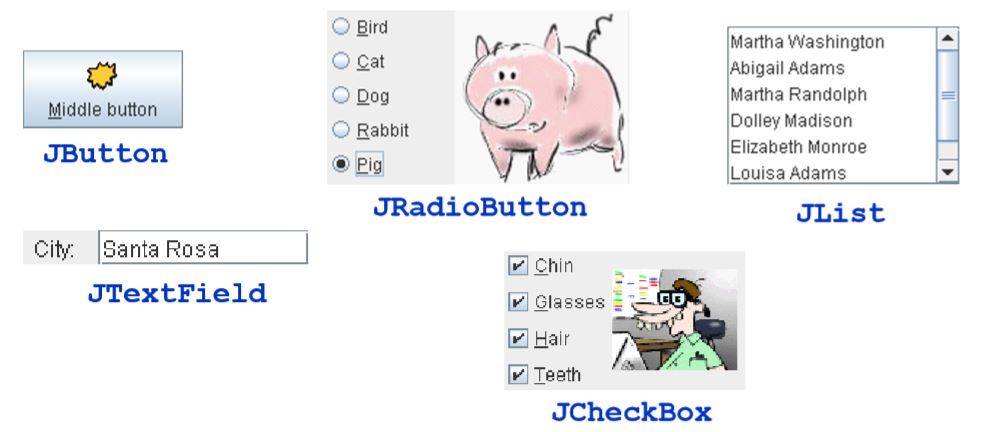 Middle button
JButton
Bird
Cat
Dog
Rabbit
Pig
JRadioButton
Martha Washington
Abigail Adams
Martha Randolph
Dolley Madison
Elizabeth Monroe
Louisa Adams
JList
City: Santa Rosa
JTextField
Chin
Glasses
Hair
Teeth
JCheckBox